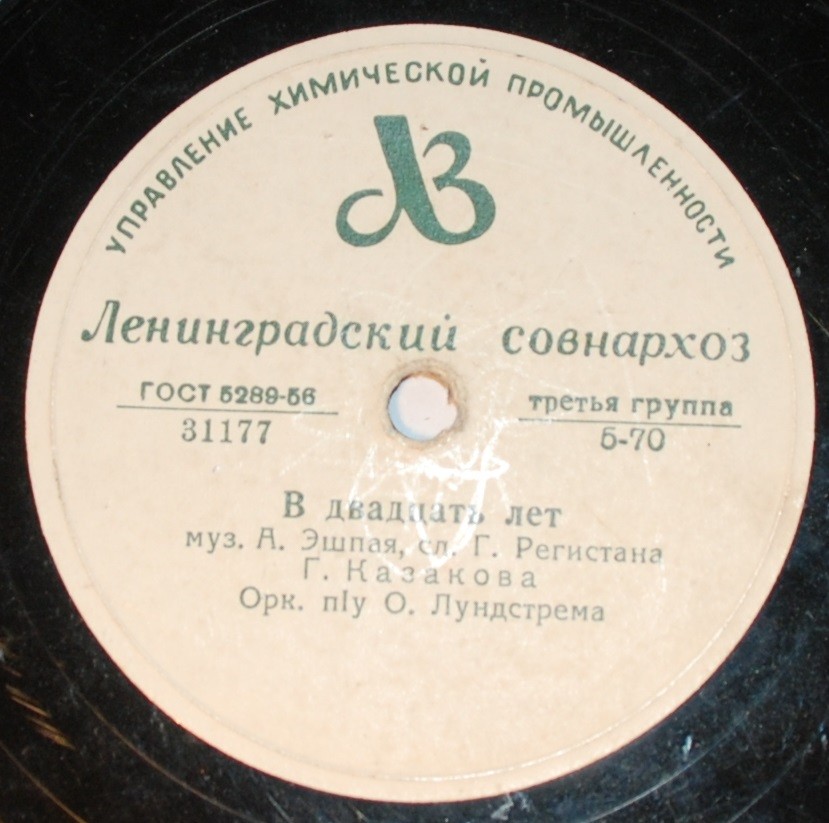 УПРАВЛЕНИЕ ХИМИЧЕСКОЙ ПРОМЫШЛЕННОСТИ
ЛЗ
Ленинградский совнархоз
ГОСТ 5289-56
31177
третья группа
5-70
В двадцать лет
муз. А. Эшпая, сл. Г. Регистана
Г. Казакова
Орк. п/у О. Лундстрема